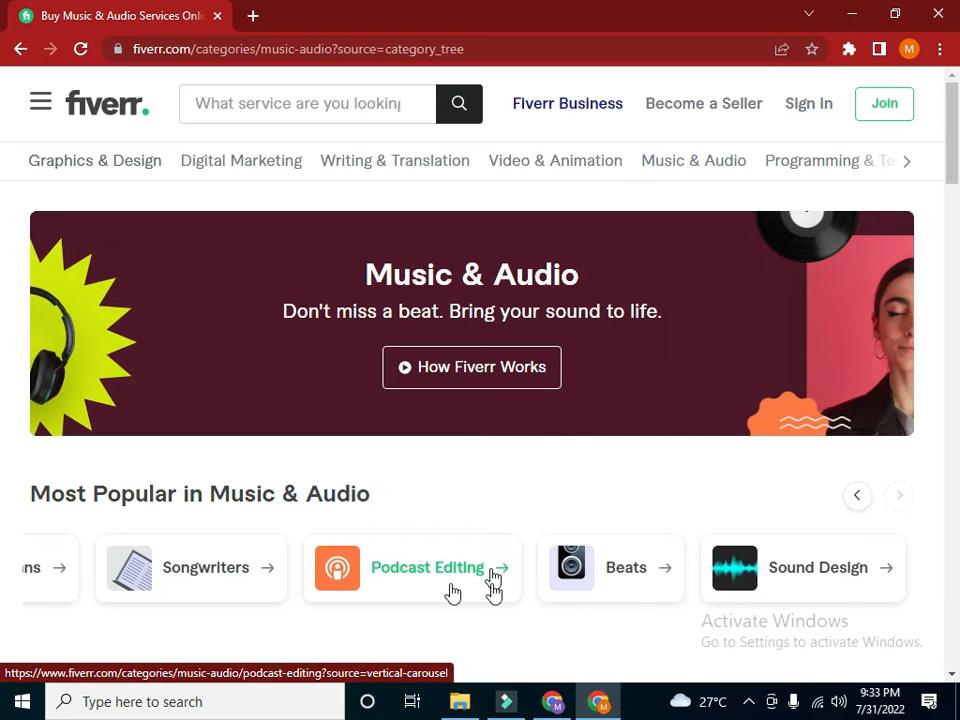 Buy Music & Audio Services Onli
fiverr.com/categories/music-audio?source=category_tree
M
fiverr.
What service are you looking
Fiverr Business
Become a Seller
Sign In
Join
Graphics & Design
Digital Marketing
Writing & Translation
Video & Animation
Music & Audio
Programming & Te
Music & Audio
Don't miss a beat. Bring your sound to life.
How Fiverr Works
Most Popular in Music & Audio
ns
Songwriters
Podcast Editing
Beats
Sound Design
Activate Windows
Go to Settings to activate Windows.
https://www.fiverr.com/categories/music-audio/podcast-editing?source=vertical-carousel
Type here to search
27°C
9:33 PM
7/31/2022